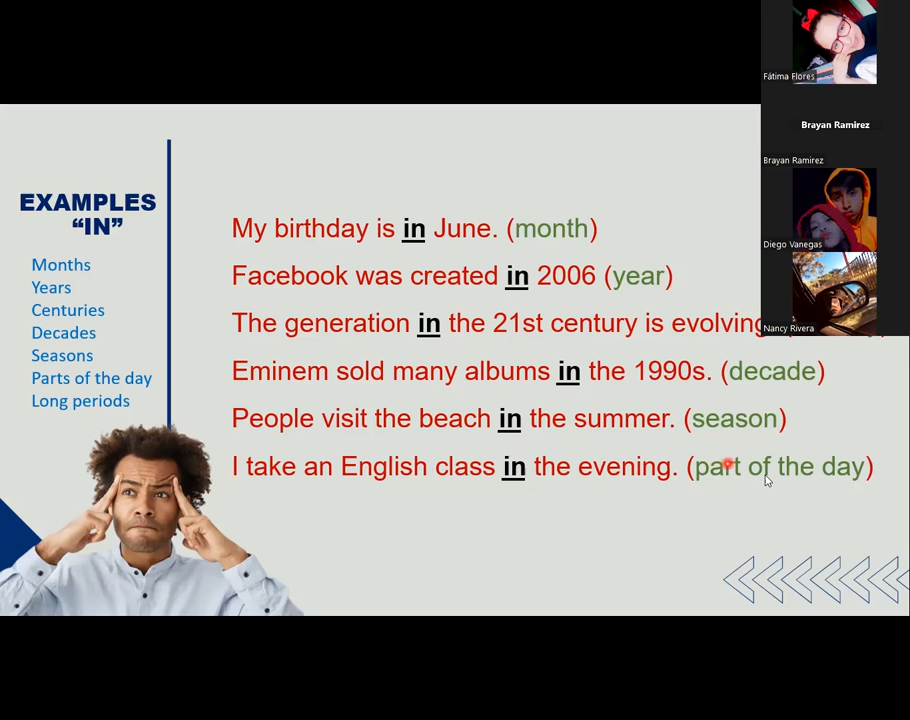 EXAMPLES
“IN”
Months
Years
Centuries
Decades
Seasons
Parts of the day
Long periods
My birthday is in June. (month)
Facebook was created in 2006 (year)
The generation in the 21st century is evolving
Eminem sold many albums in the 1990s. (decade)
People visit the beach in the summer. (season)
I take an English class in the evening. (part of the day)
Fátima Flores
Brayan Ramirez
Brayan Ramirez
Diego Vanegas
Nancy Rivera